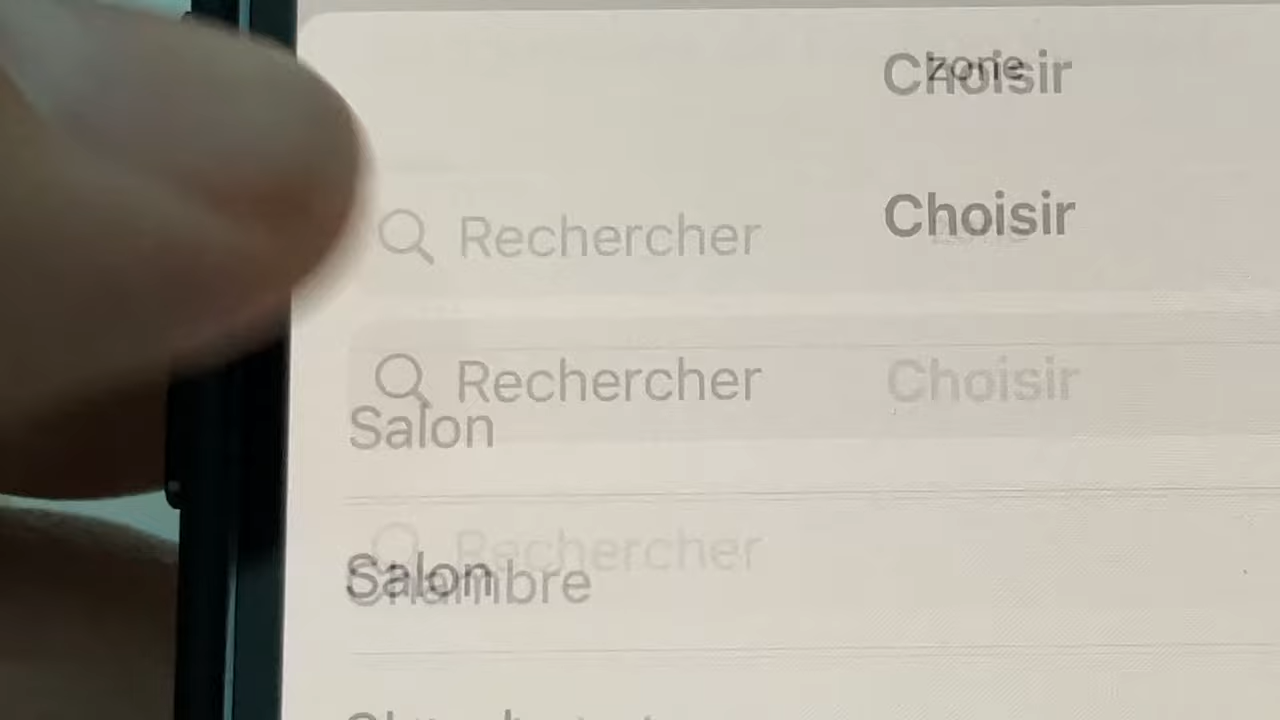 Choisir
zone
Choisir
Rechercher
Rechercher
Choisir
Salon
Rechercher
Salon
Chambre